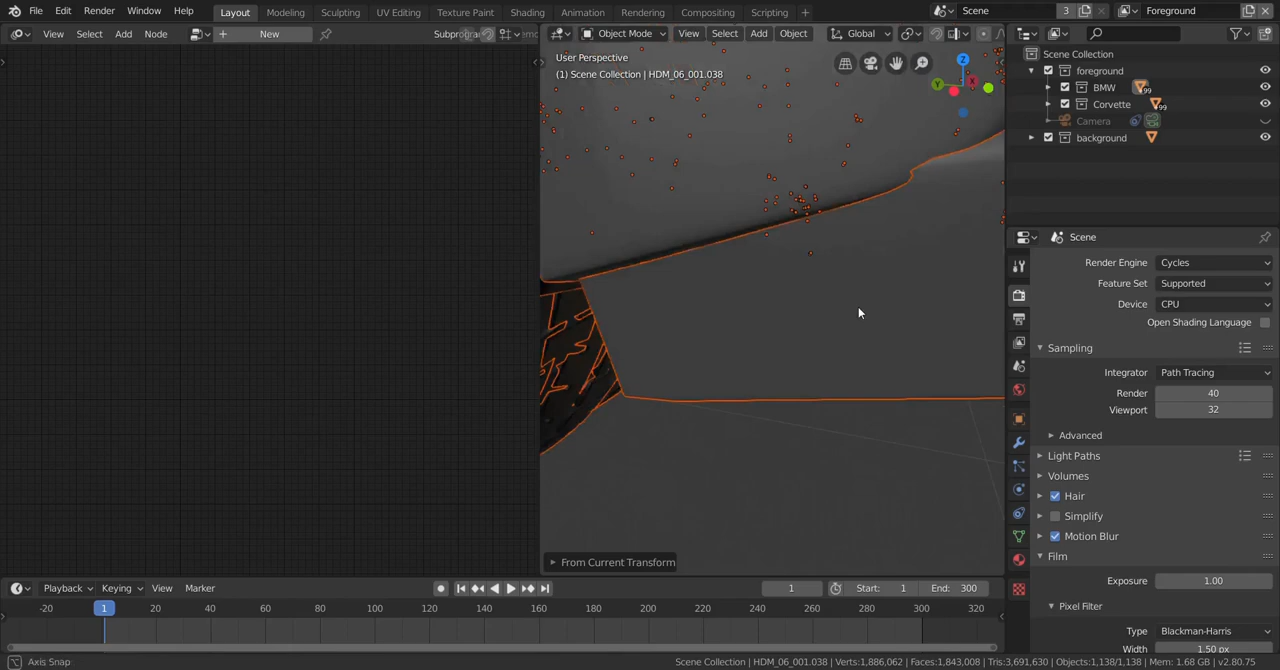 File Edit Render Window Help Layout Modeling Sculpting UV Editing Texture Paint Shading Animation Rendering Compositing Scripting + Scene 3 Foreground
View Select Add Node + New Object Mode View Select Add Object Global
User Perspective
(1) Scene Collection | HDM_06_001.038
Z
Y
X
Scene Collection
foreground
BMW 99
Corvette 99
Camera
background
Scene
Render Engine Cycles
Feature Set Supported
Device CPU
Open Shading Language
Sampling
Integrator Path Tracing
Render 40
Viewport 32
Advanced
Light Paths
Volumes
Hair
Simplify
Motion Blur
Film
Exposure 1.00
Pixel Filter
Type Blackman-Harris
Width 1.50 px
From Current Transform
Playback Keying View Marker 1 Start: 1 End: 300
-20 1 20 40 60 80 100 120 140 160 180 200 220 240 260 280 300 320
Axis Snap
Scene Collection | HDM_06_001.038 | Verts:1,886,062 | Faces:1,843,008 | Tris:3,691,630 | Objects:1,138/1,138 | Mem: 1.68 GB | v2.80.75